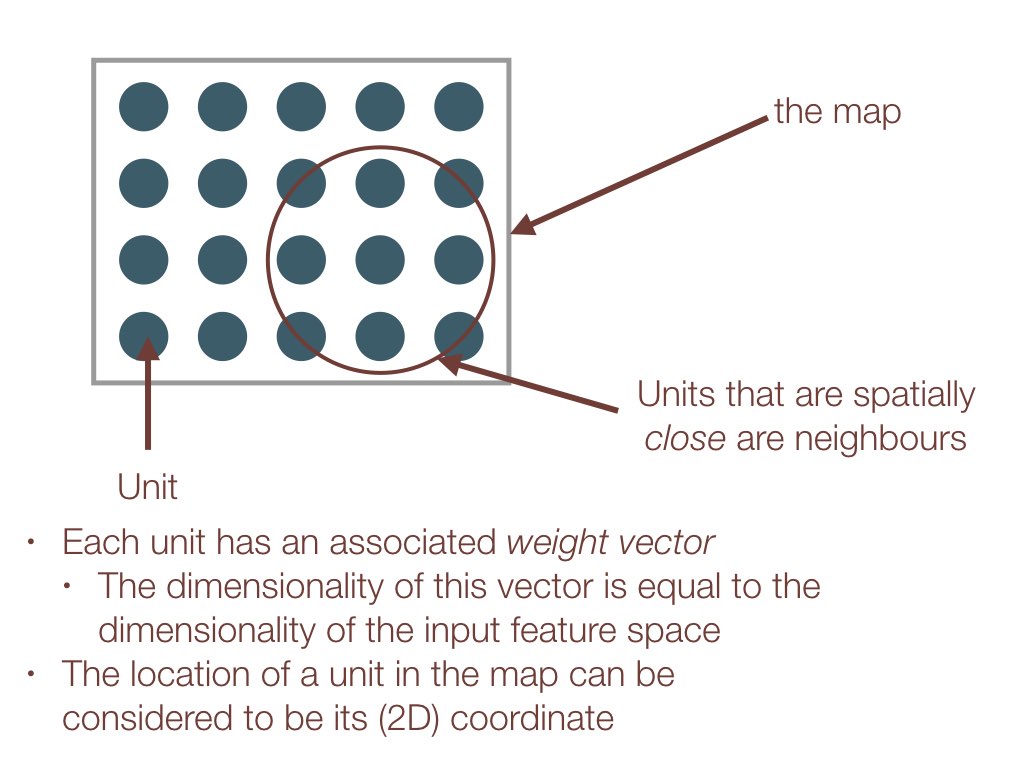 the map
Units that are spatially
close are neighbours
Unit
• Each unit has an associated weight vector
• The dimensionality of this vector is equal to the
dimensionality of the input feature space
• The location of a unit in the map can be
considered to be its (2D) coordinate